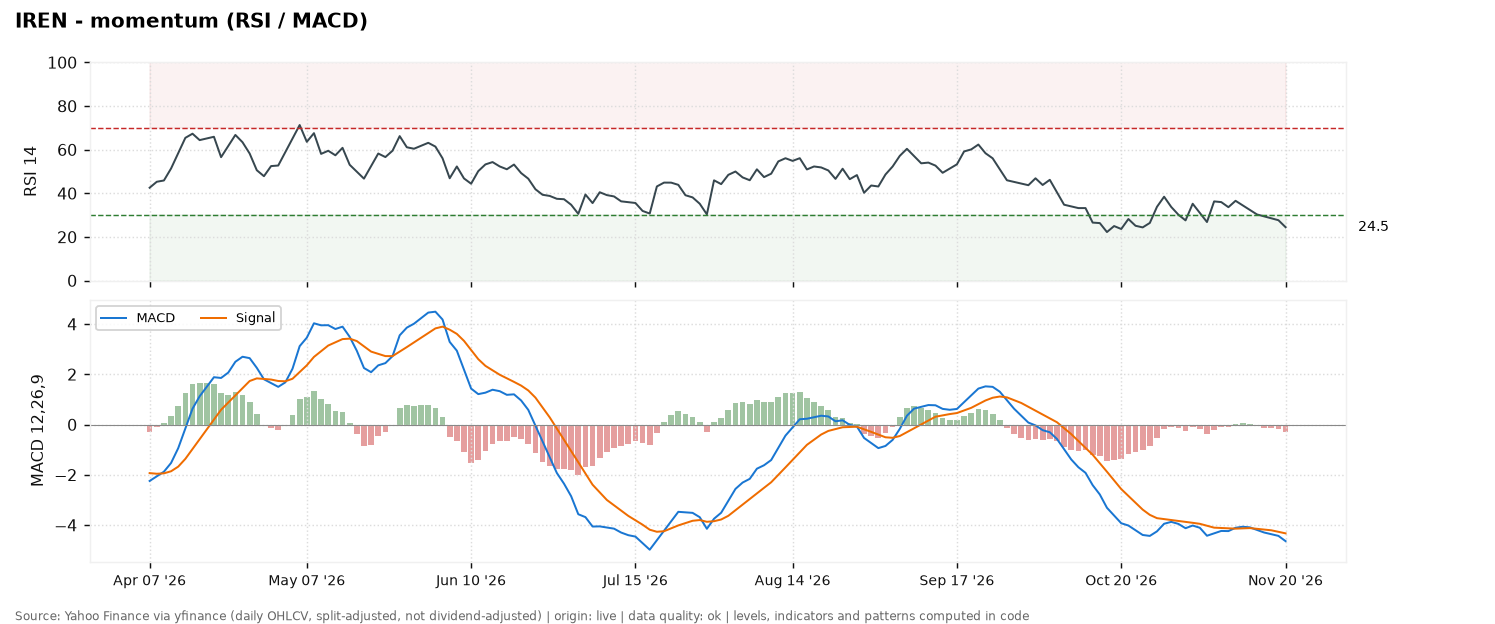 IREN - momentum (RSI / MACD)
100
80
60
40
20
0
RSI 14
24.5
MACD
Signal
4
2
0
−2
−4
MACD 12,26,9
Apr 07 '26
May 07 '26
Jun 10 '26
Jul 15 '26
Aug 14 '26
Sep 17 '26
Oct 20 '26
Nov 20 '26
Source: Yahoo Finance via yfinance (daily OHLCV, split-adjusted, not dividend-adjusted) | origin: live | data quality: ok | levels, indicators and patterns computed in code